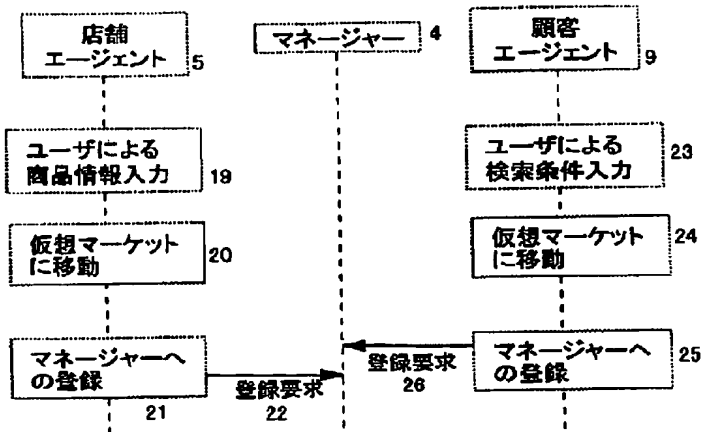 店舗
エージェント
5
マネージャー
4
顧客
エージェント
9
ユーザによる
商品情報入力
19
ユーザによる
検索条件入力
23
仮想マーケット
に移動
20
仮想マーケット
に移動
24
マネージャーへ
の登録
21
登録要求
22
登録要求
26
マネージャーへ
の登録
25